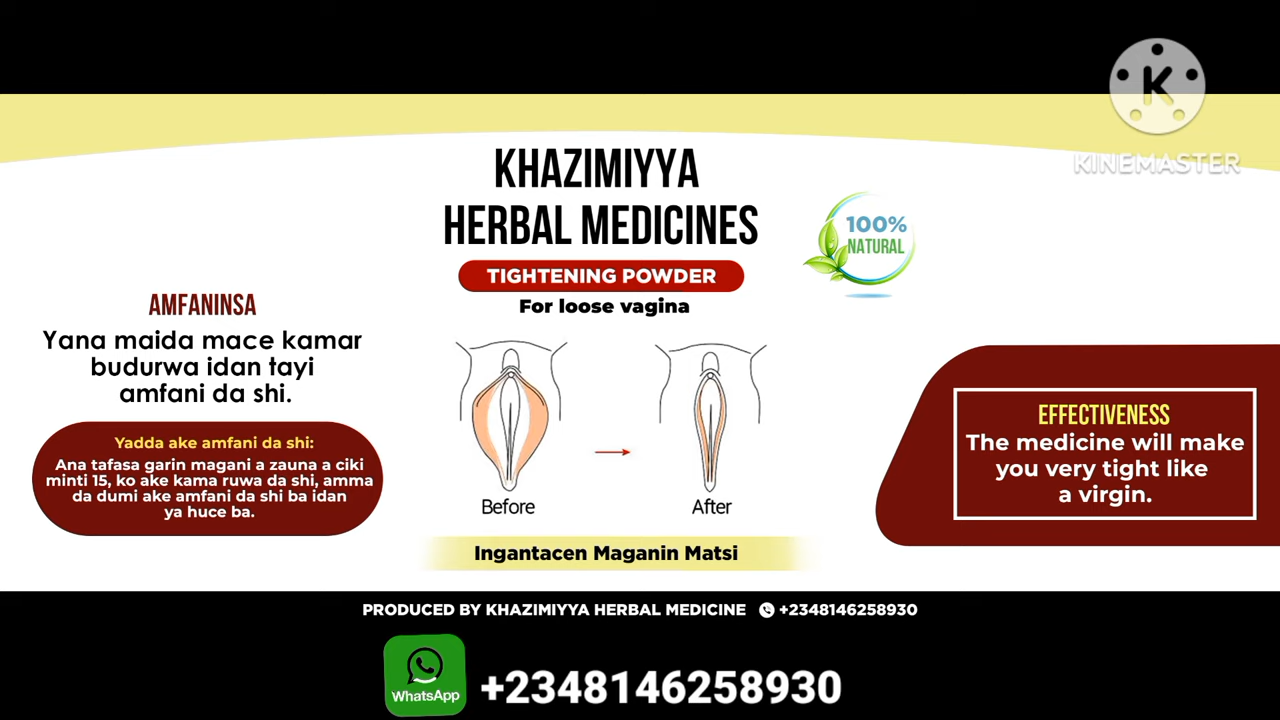 KINEMASTER
KHAZIMIYYA
HERBAL MEDICINES
100%
NATURAL
TIGHTENING POWDER
For loose vagina
AMFANINSA
Yana maida mace kamar
budurwa idan tayi
amfani da shi.
Yadda ake amfani da shi:
Ana tafasa garin magani a zauna a ciki
minti 15, ko ake kama ruwa da shi, amma
da dumi ake amfani da shi ba idan
ya huce ba.
Before
After
EFFECTIVENESS
The medicine will make
you very tight like
a virgin.
Ingantacen Maganin Matsi
PRODUCED BY KHAZIMIYYA HERBAL MEDICINE +2348146258930
WhatsApp
+2348146258930